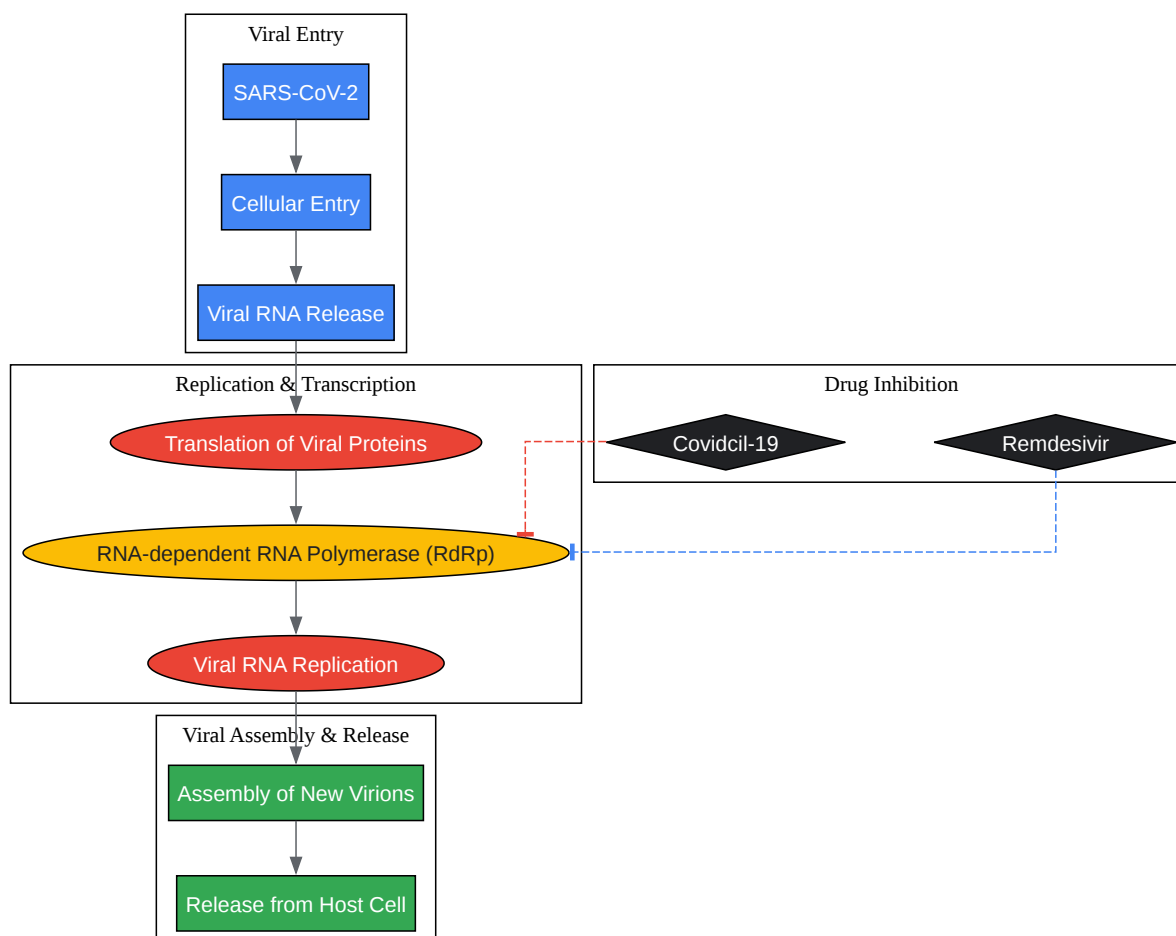 Viral Entry
SARS-CoV-2
Cellular Entry
Viral RNA Release
Replication & Transcription
Translation of Viral Proteins
RNA-dependent RNA Polymerase (RdRp)
Viral RNA Replication
Drug Inhibition
Covidcil-19
Remdesivir
Viral Assembly & Release
Assembly of New Virions
Release from Host Cell